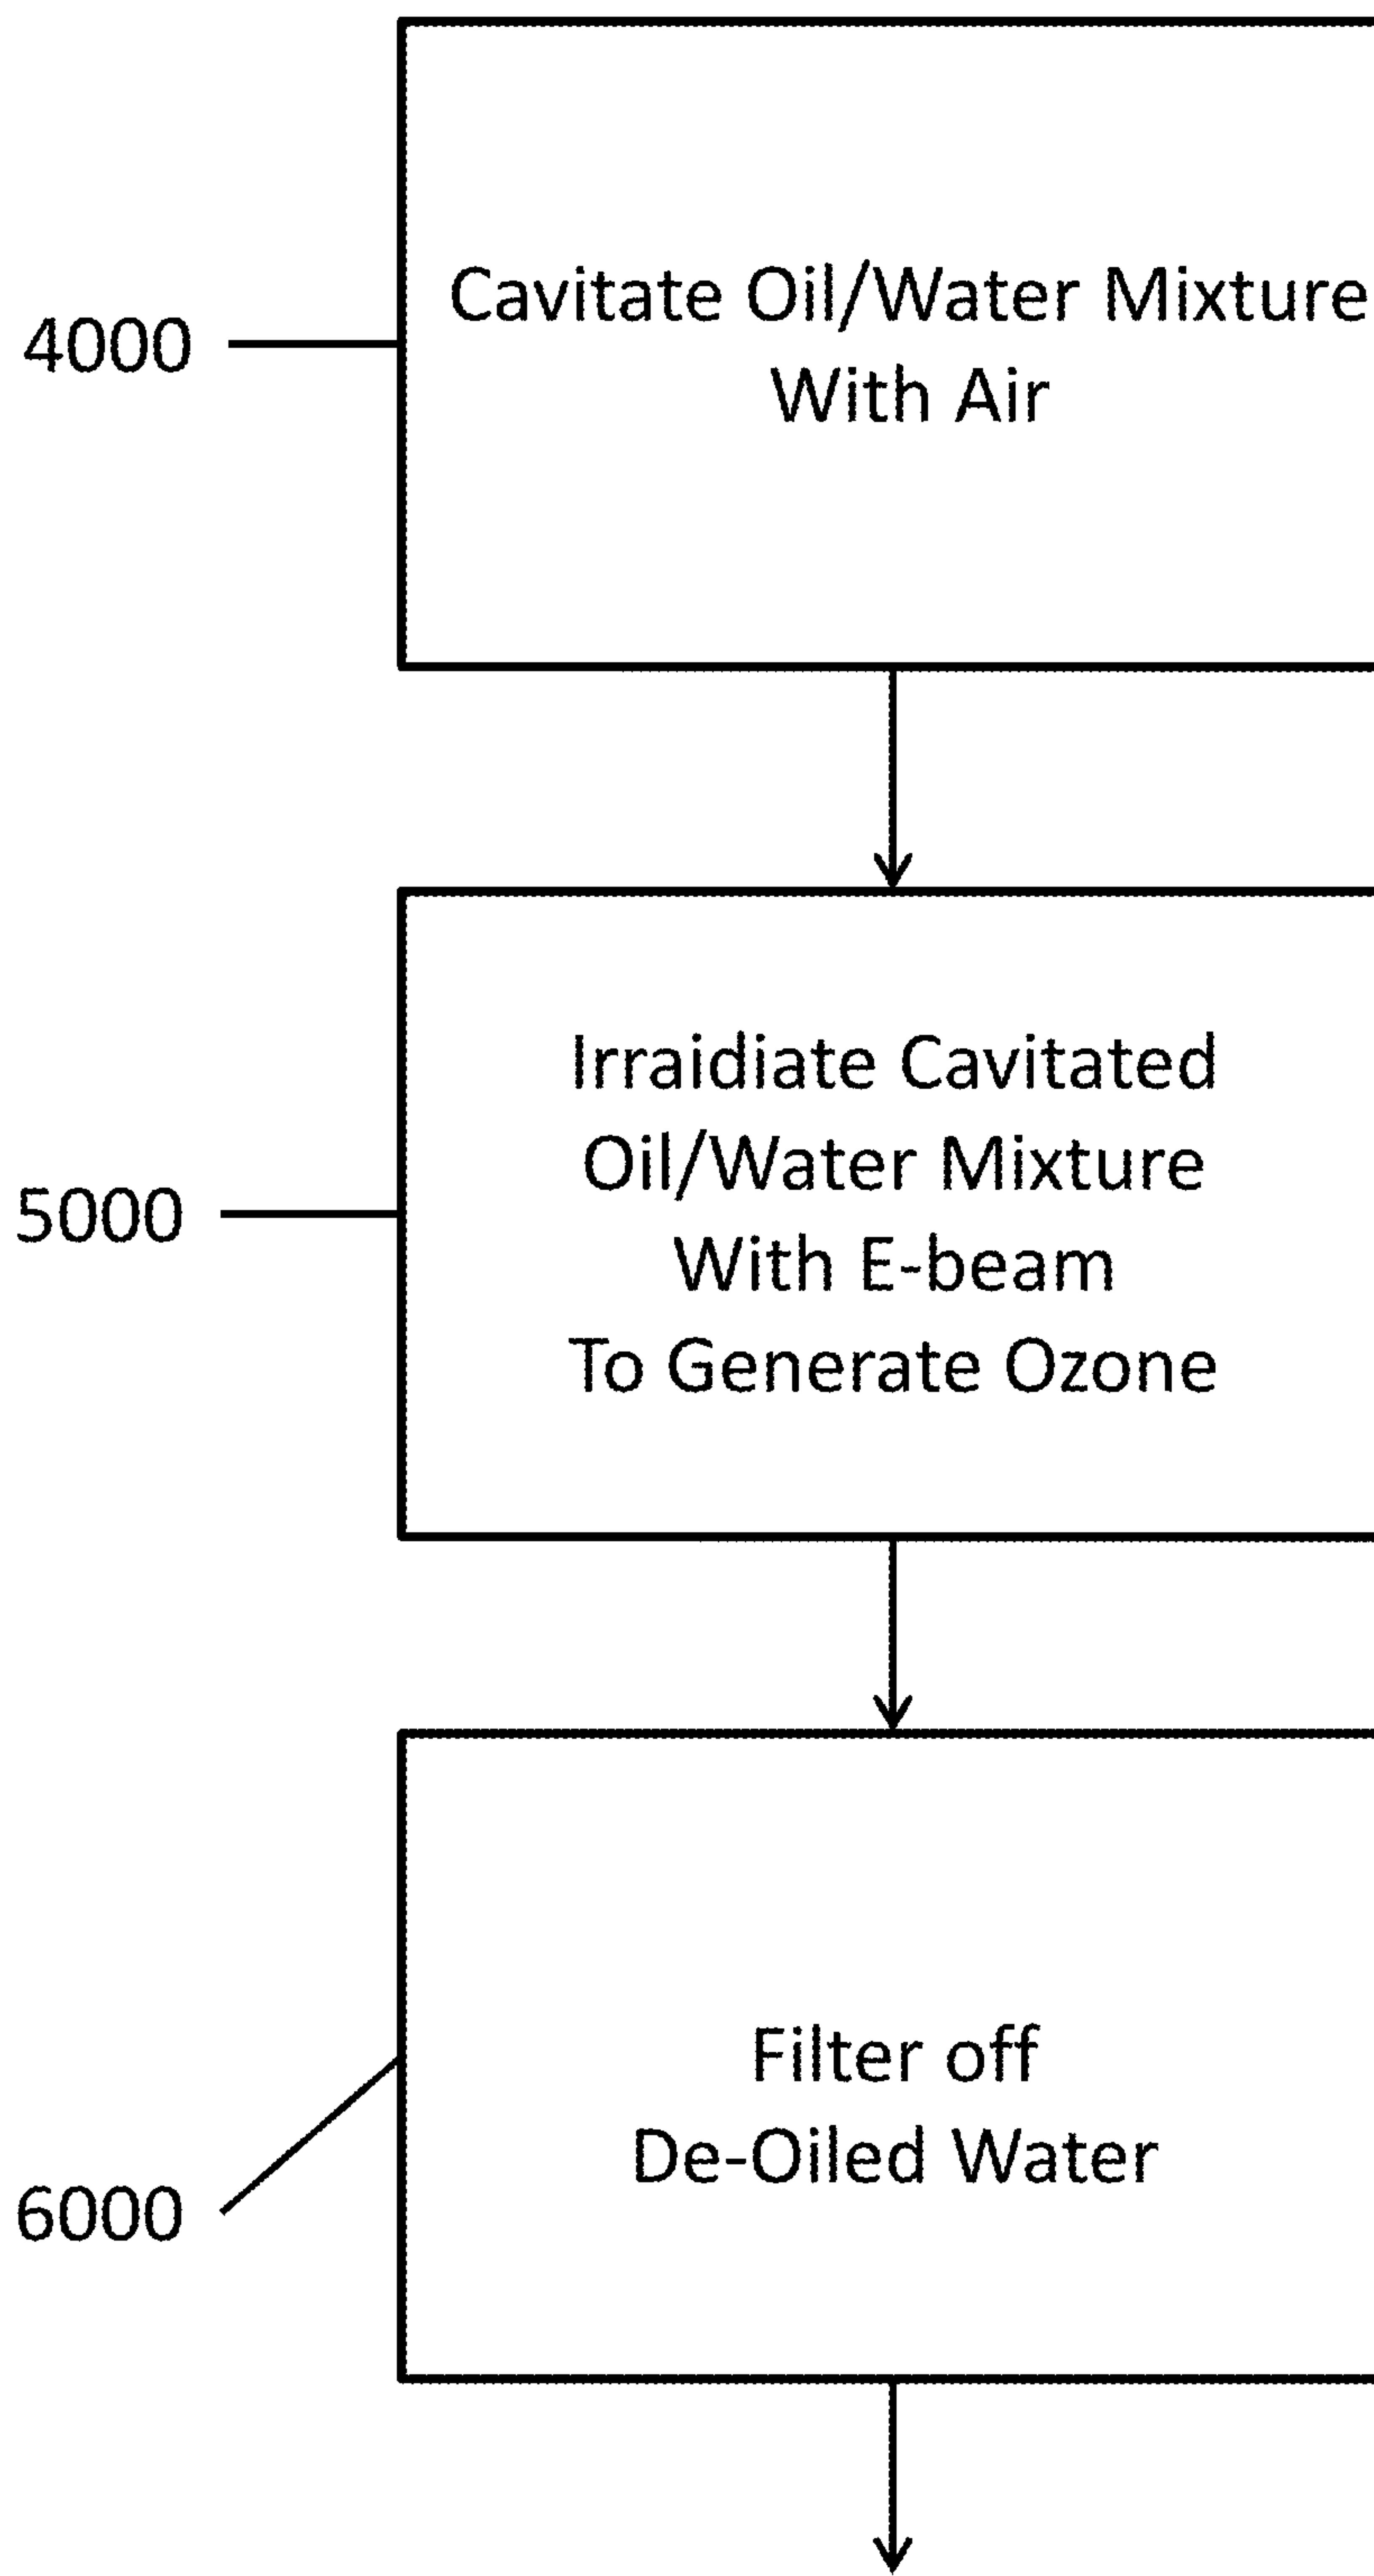 4000
Cavitate Oil/Water Mixture
With Air
5000
Irraidiate Cavitated
Oil/Water Mixture
With E-beam
To Generate Ozone
6000
Filter off
De-Oiled Water